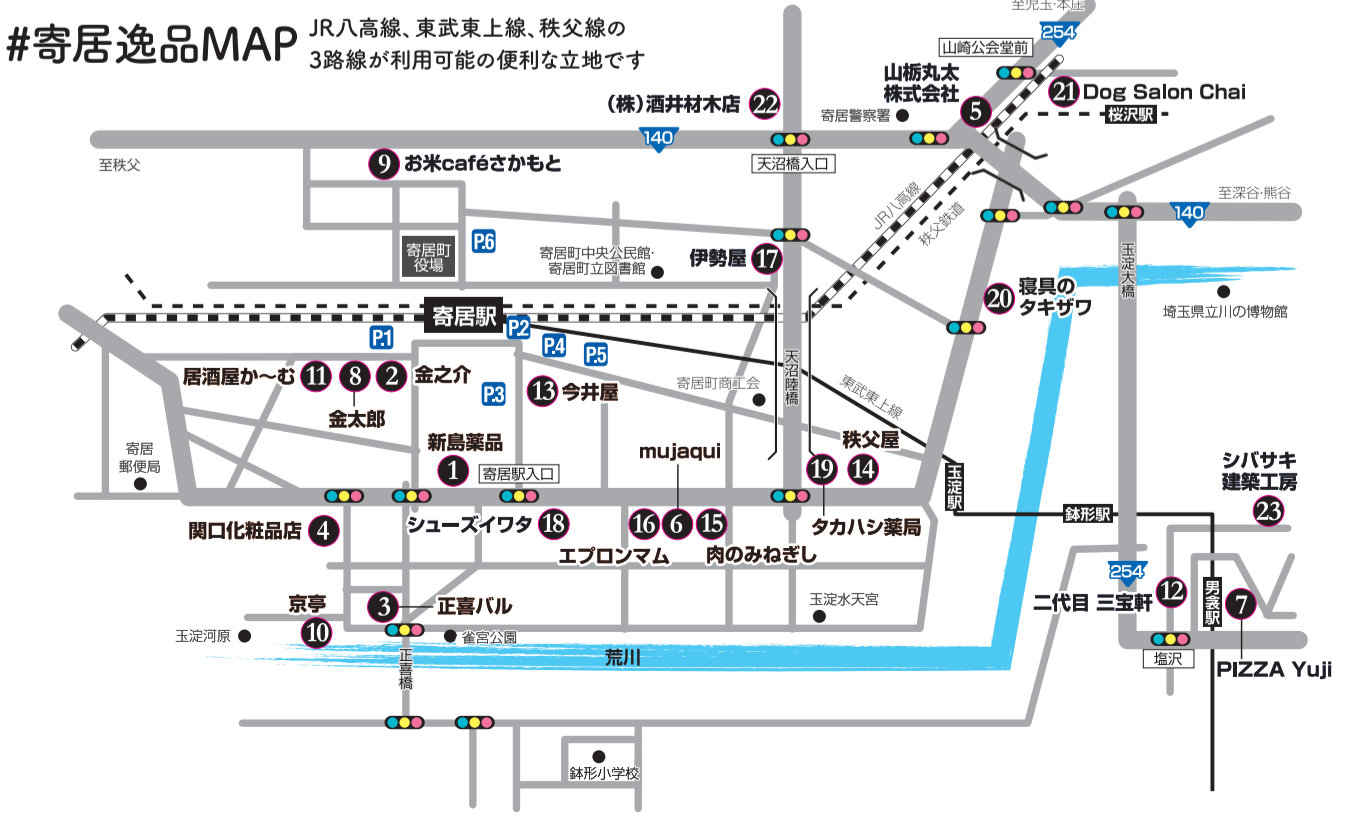 #寄居逸品MAP
JR八高線、東武東上線、秩父線の
3路線が利用可能の便利な立地です
至児玉・本庄
254
山崎公会堂前
山栃丸太
株式会社
5
21 Dog Salon Chai
桜沢駅
(株)酒井材木店 22
寄居警察署
140
天沼橋入口
至秩父
9 お米caféさかもと
JR八高線
秩父鉄道
至深谷・熊谷
140
玉淀大橋
寄居町
役場
P.6
寄居町中央公民館・
寄居町立図書館
伊勢屋 17
20 寝具の
タキザワ
埼玉県立川の博物館
寄居駅
P.1
P.2
P.4
P.5
P.3
天沼陸橋
居酒屋か〜む 11 8 2 金之介
金太郎
13 今井屋
寄居町商工会
東武東上線
寄居
郵便局
新島薬品
1
寄居駅入口
mujaqui
秩父屋
19 14
タカハシ薬局
玉淀駅
鉢形駅
シバサキ
建築工房
23
関口化粧品店 4
シューズイワタ 18
16 6 15
エプロンマム
肉のみねぎし
254
二代目 三宝軒 12
男衾駅
7
PIZZA Yuji
塩沢
京亭
10
3 正喜バル
玉淀水天宮
玉淀河原
雀宮公園
正喜橋
荒川
鉢形小学校